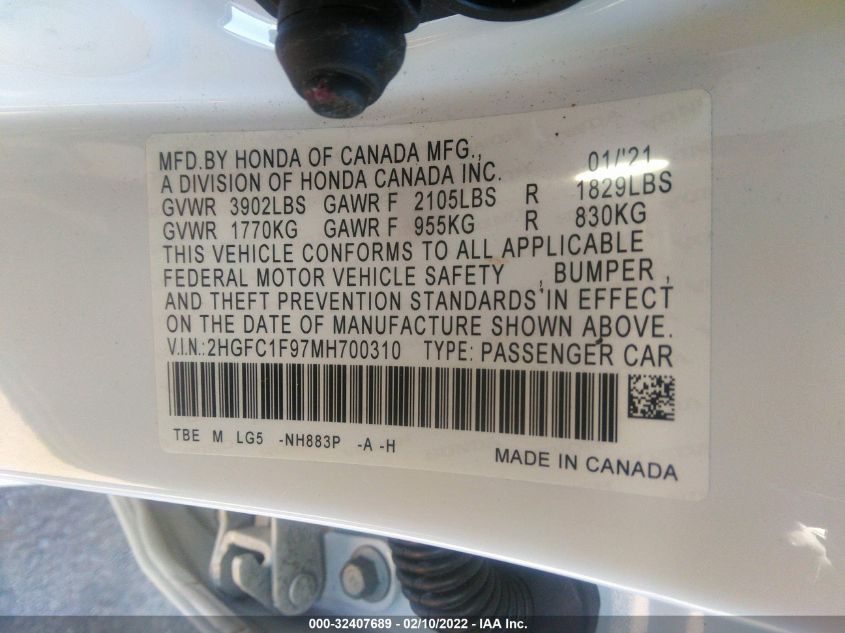 MFD.BY HONDA OF CANADA MFG., 01/'21
A DIVISION OF HONDA CANADA INC.
GVWR 3902LBS GAWR F 2105LBS R 1829LBS
GVWR 1770KG GAWR F 955KG R 830KG
THIS VEHICLE CONFORMS TO ALL APPLICABLE
FEDERAL MOTOR VEHICLE SAFETY , BUMPER ,
AND THEFT PREVENTION STANDARDS IN EFFECT
ON THE DATE OF MANUFACTURE SHOWN ABOVE.
V.I.N.:2HGFC1F97MH700310 TYPE: PASSENGER CAR
TBE M LG5 -NH883P -A -H
MADE IN CANADA
000-32407689 - 02/10/2022 - IAA Inc.